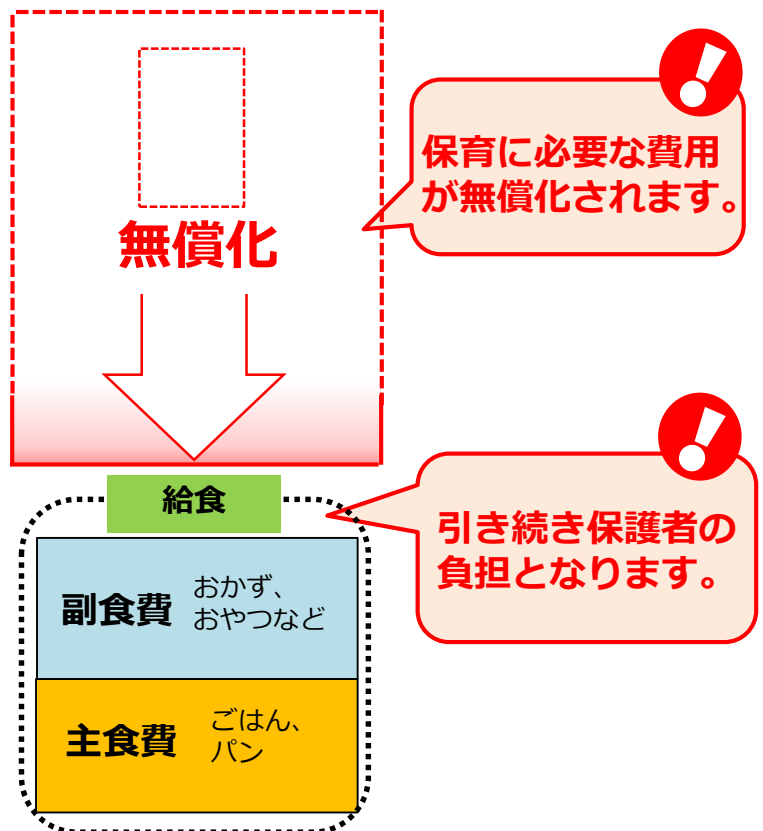 保育に必要な費用
が無償化されます。
無償化
給食
引き続き保護者の
負担となります。
副食費
おかず、
おやつなど
主食費
ごはん、
パン